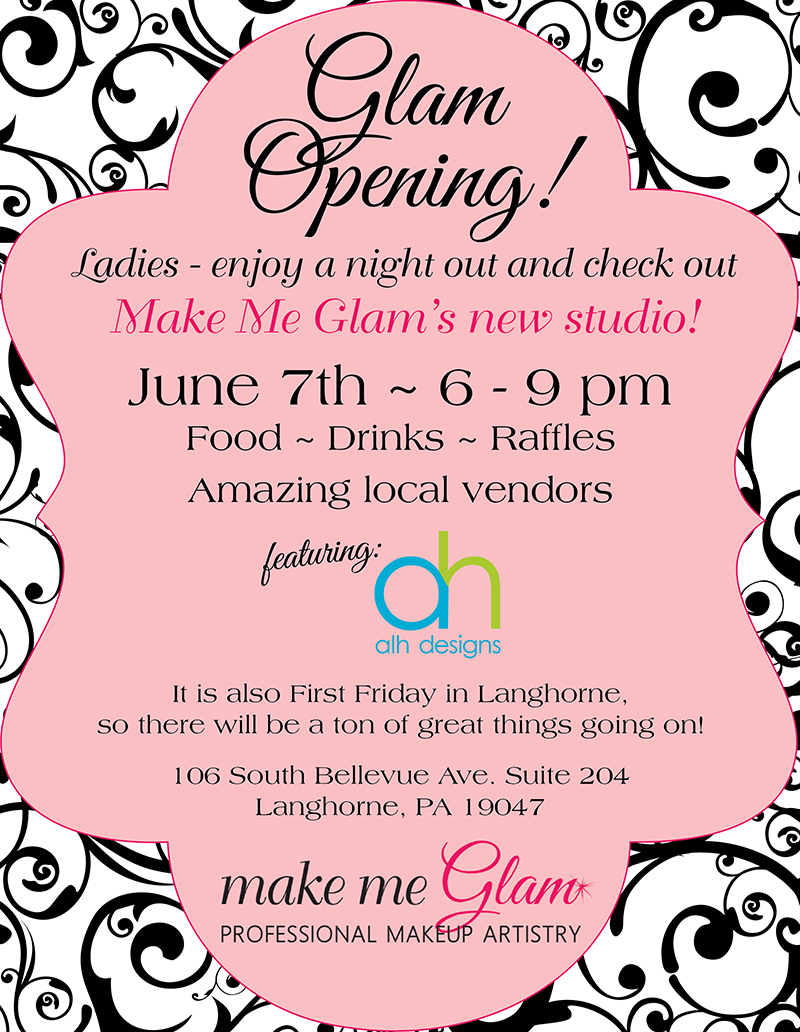 Glam
Opening!
Ladies - enjoy a night out and check out
Make Me Glam's new studio!
June 7th ~ 6 - 9 pm
Food ~ Drinks ~ Raffles
Amazing local vendors
featuring:
ah
alh designs
It is also First Friday in Langhorne,
so there will be a ton of great things going on!
106 South Bellevue Ave. Suite 204
Langhorne, PA 19047
make me Glam
PROFESSIONAL MAKEUP ARTISTRY